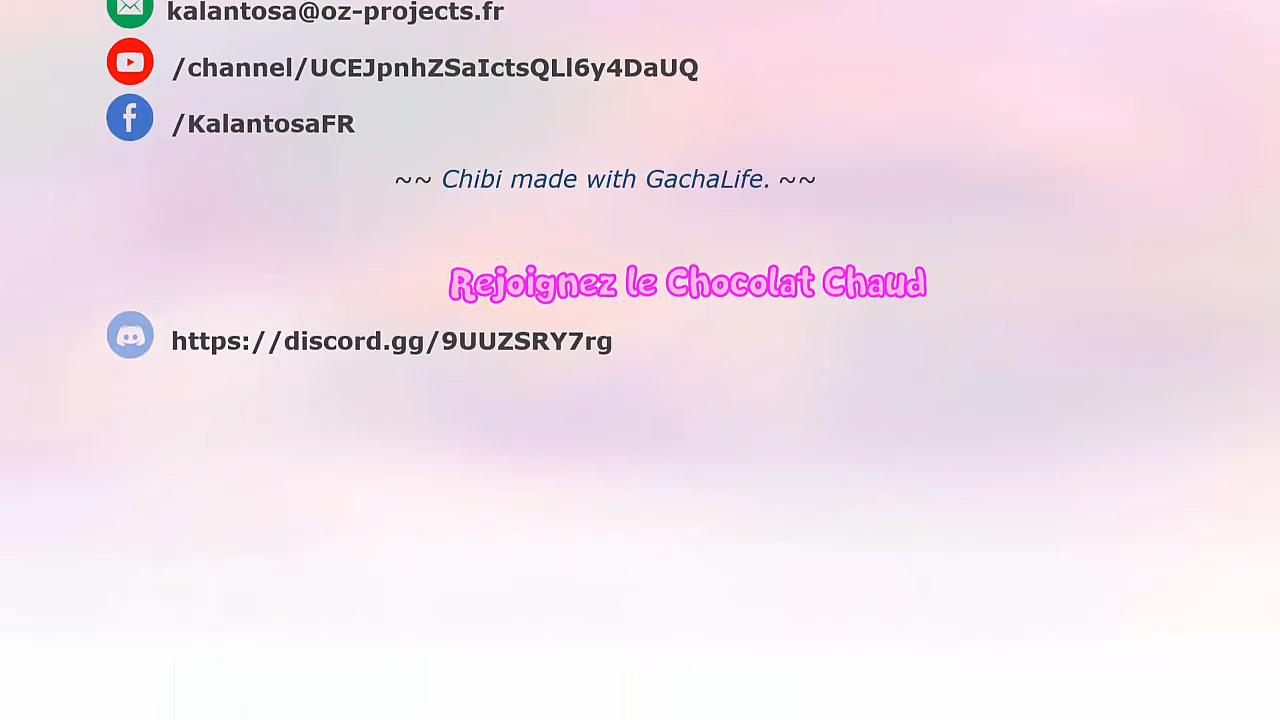 kalantosa@oz-projects.fr
/channel/UCEJpnhZSaIctsQLl6y4DaUQ
/KalantosaFR
~~ Chibi made with GachaLife. ~~
Rejoignez le Chocolat Chaud
https://discord.gg/9UUZSRY7rg